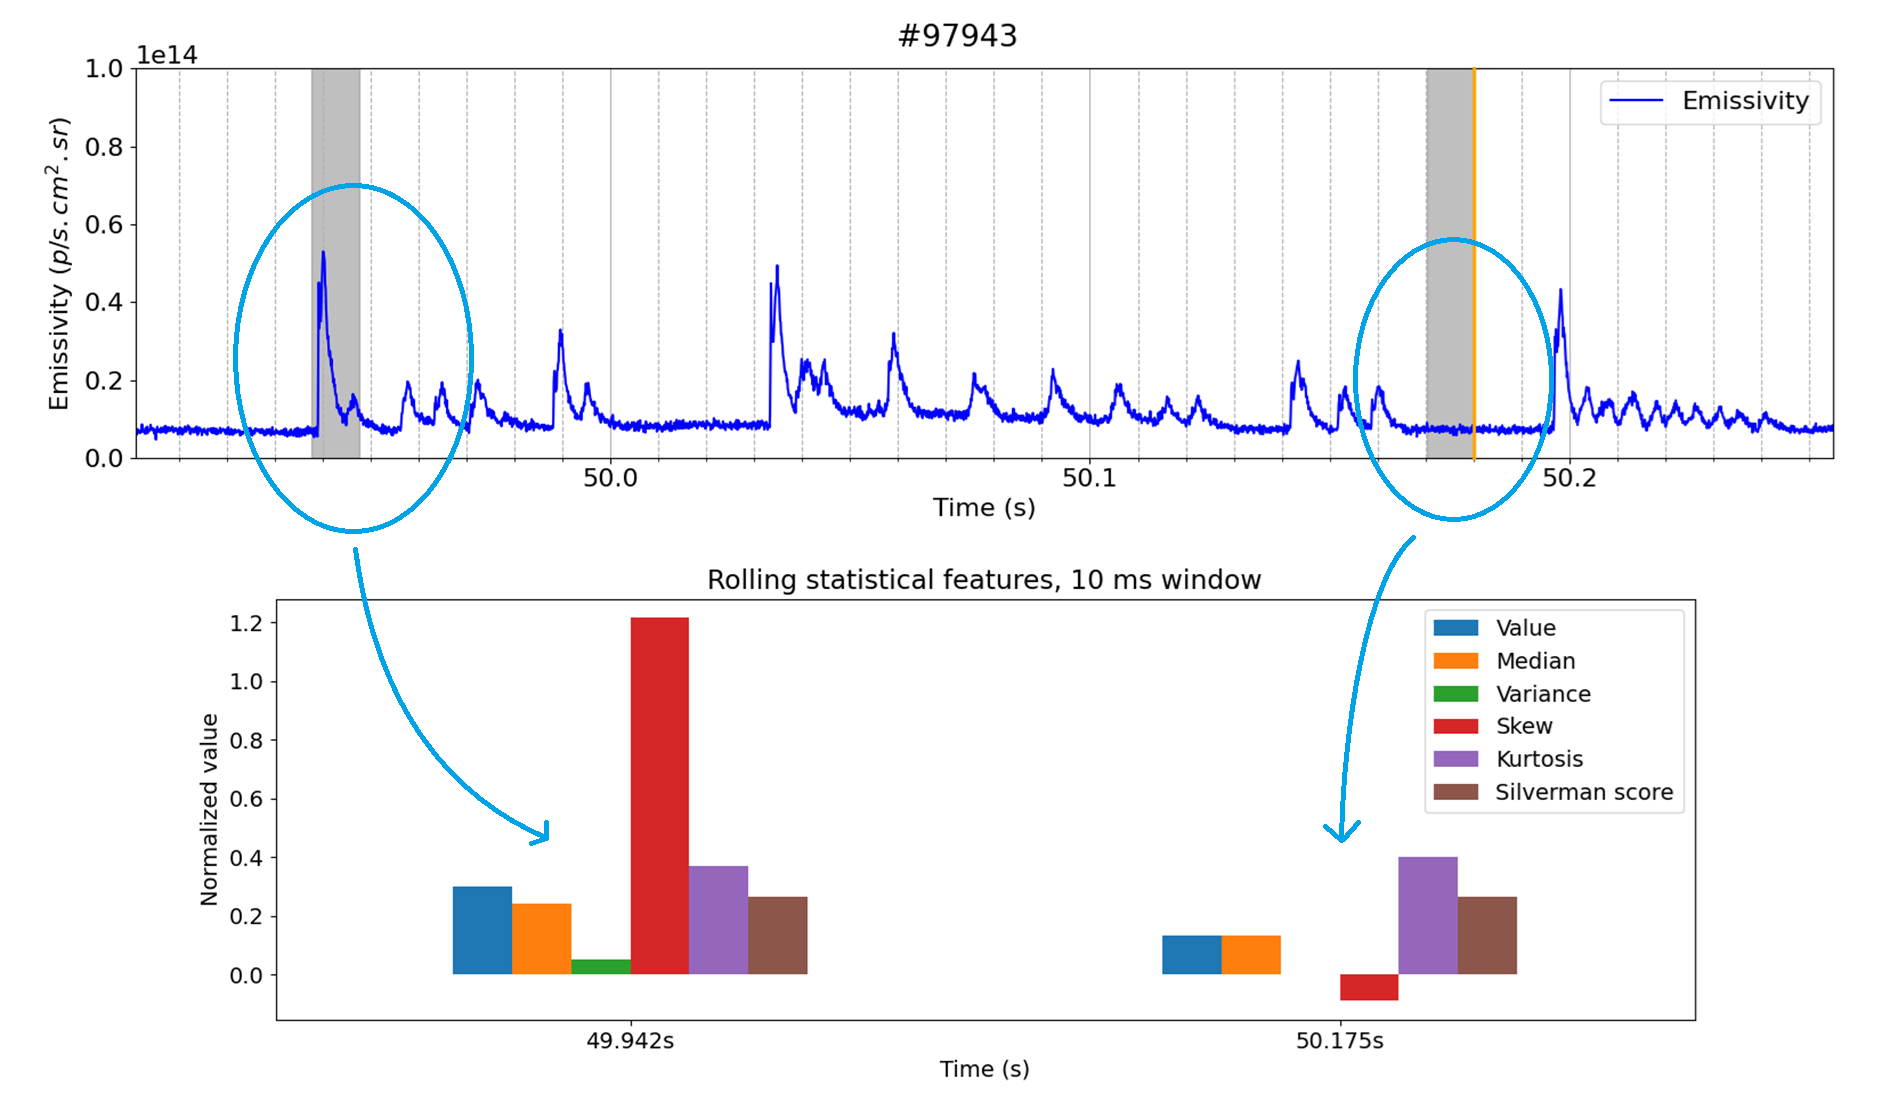 #97943
1e14
1.0
0.8
0.6
0.4
0.2
0.0
Emissivity (p/s.cm².sr)
Emissivity
50.0
50.1
50.2
Time (s)
Rolling statistical features, 10 ms window
1.2
1.0
0.8
0.6
0.4
0.2
0.0
Normalized value
Value
Median
Variance
Skew
Kurtosis
Silverman score
49.942s
50.175s
Time (s)